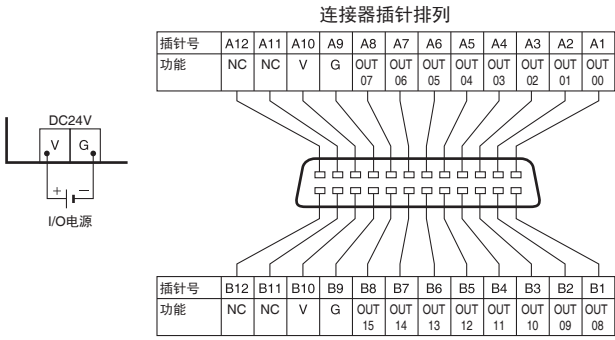 连接器插针排列
插针号 A12 A11 A10 A9 A8 A7 A6 A5 A4 A3 A2 A1
功能 NC NC V G OUT 07 OUT 06 OUT 05 OUT 04 OUT 03 OUT 02 OUT 01 OUT 00
DC24V
V G
+ −
I/O电源
插针号 B12 B11 B10 B9 B8 B7 B6 B5 B4 B3 B2 B1
功能 NC NC V G OUT 15 OUT 14 OUT 13 OUT 12 OUT 11 OUT 10 OUT 09 OUT 08